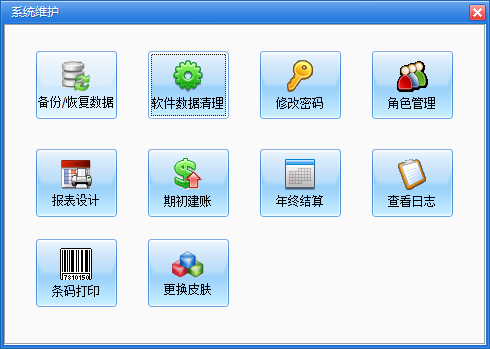 系统维护
备份/恢复数据
软件数据清理
修改密码
角色管理
报表设计
期初建账
年终结算
查看日志
7810150
条码打印
更换皮肤